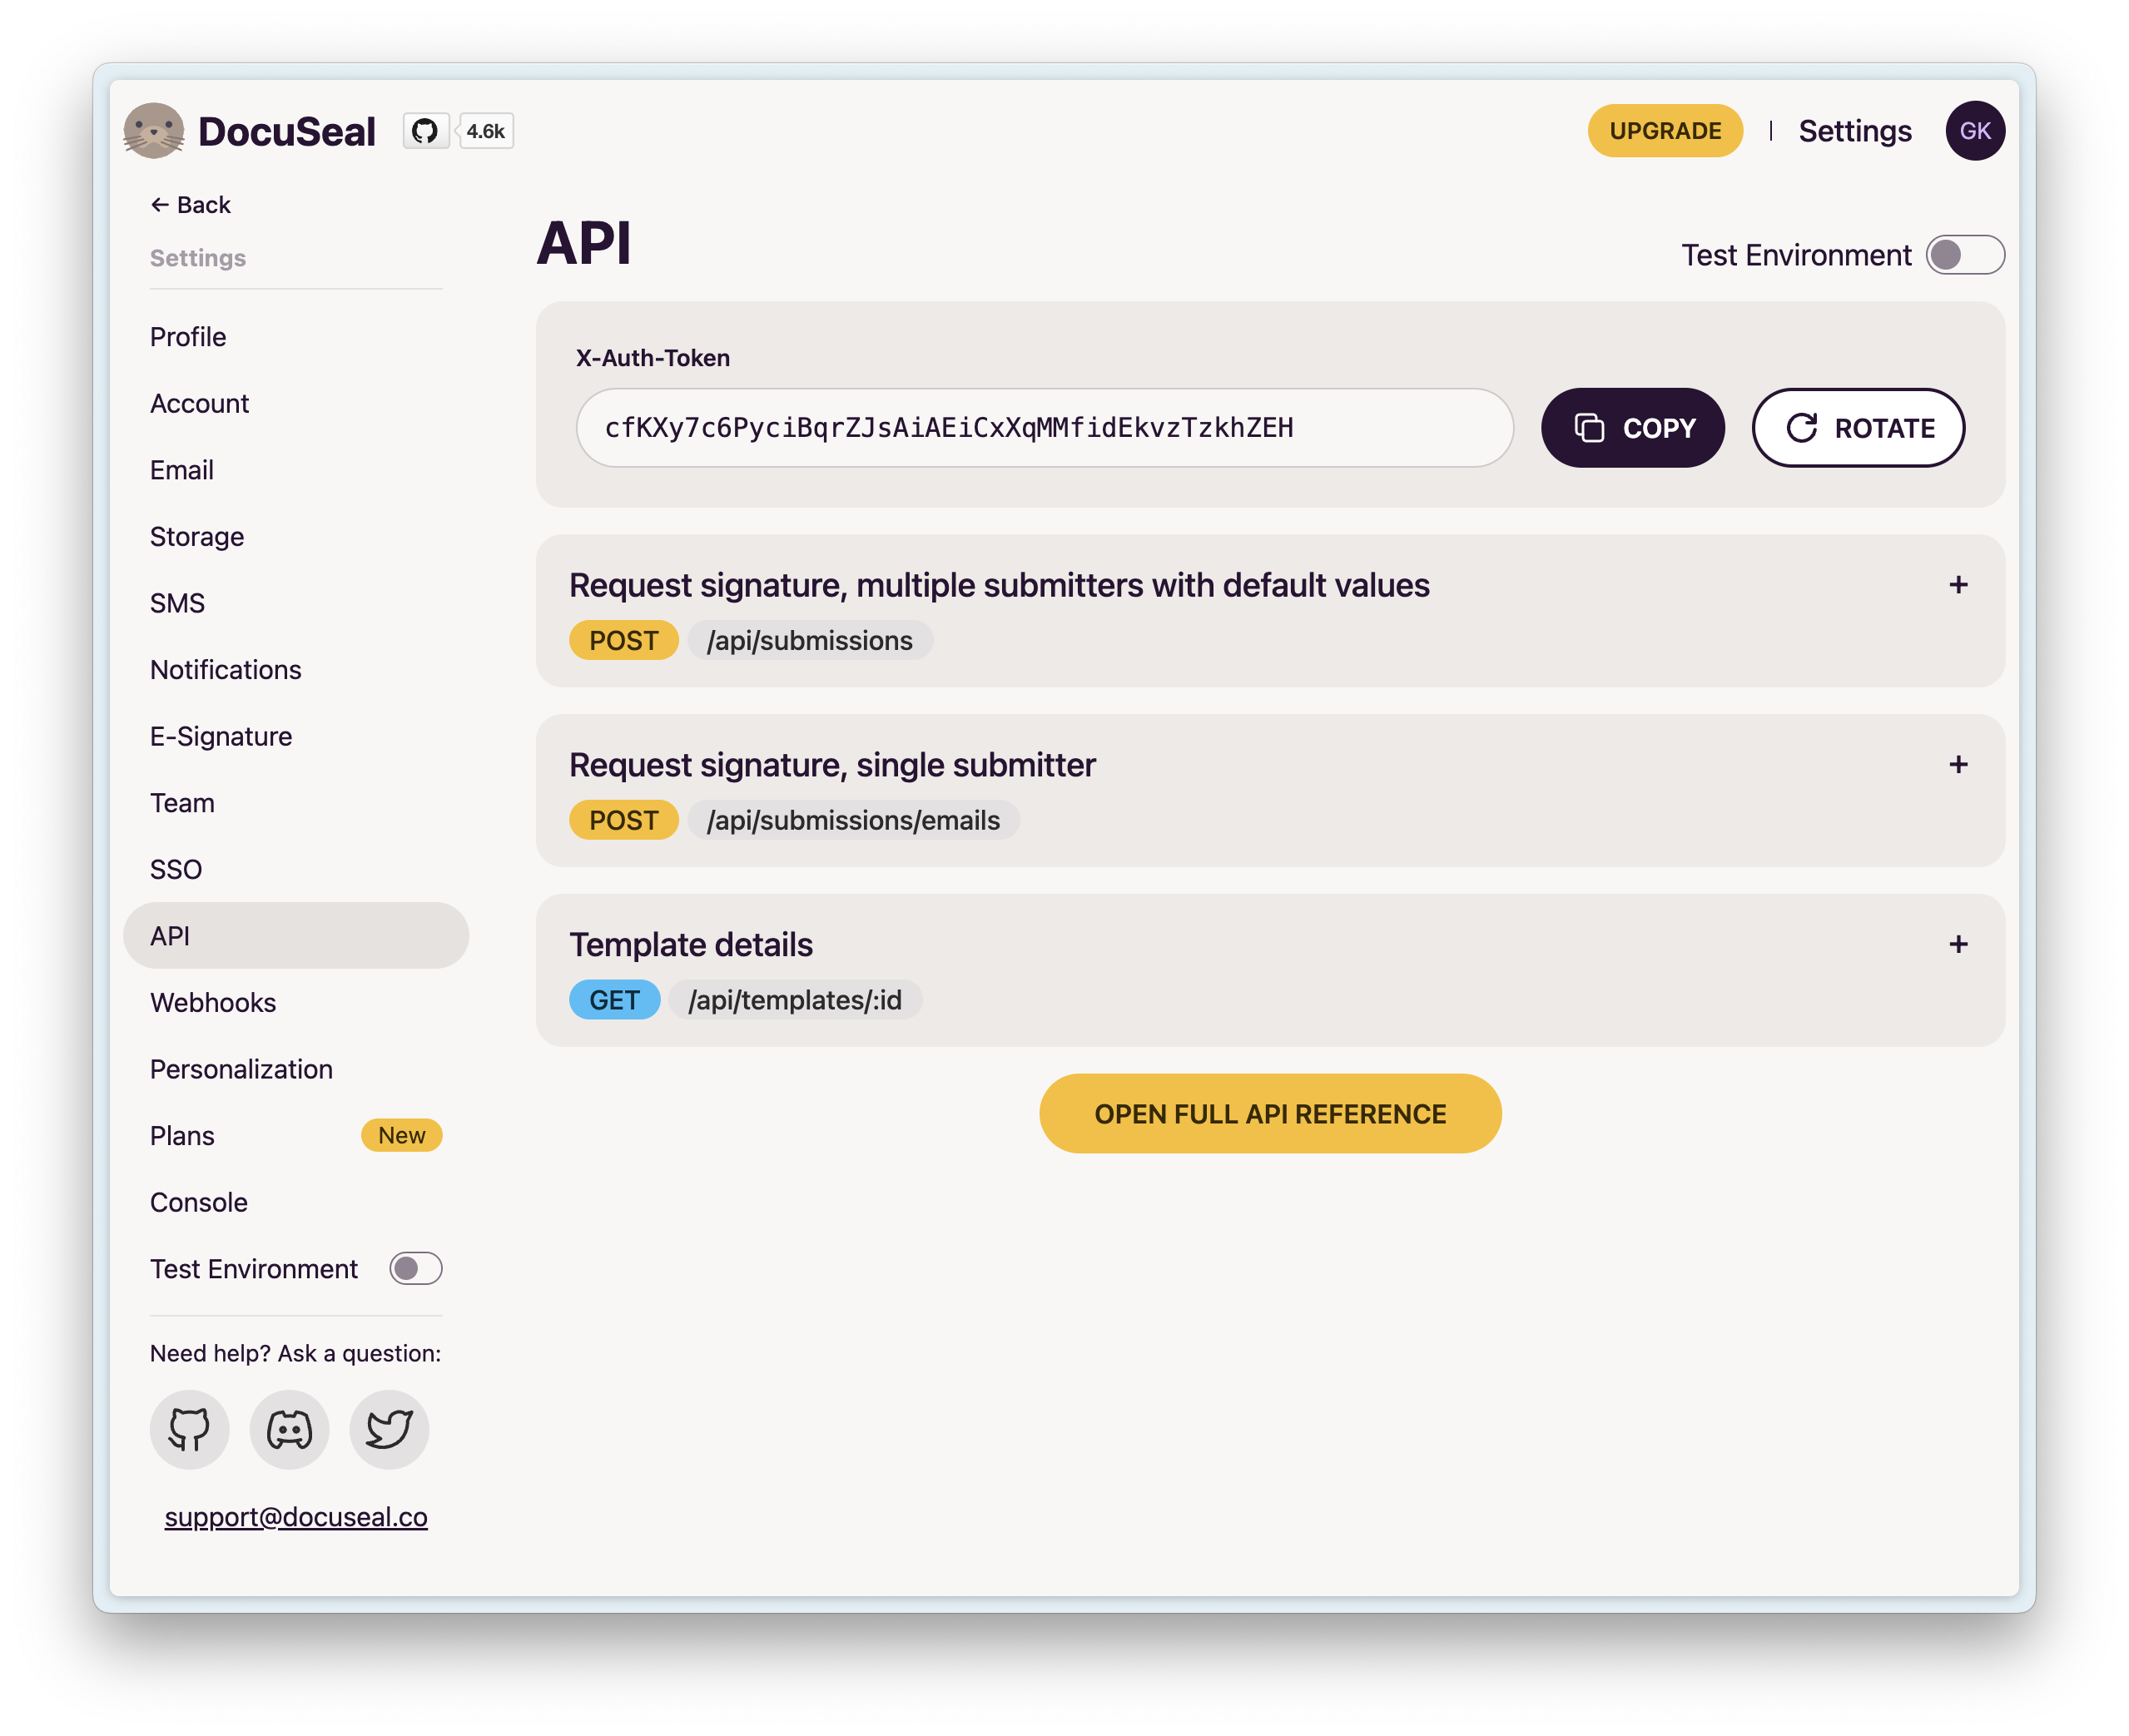 DocuSeal
4.6k
UPGRADE
Settings
GK
← Back
Settings
Profile
Account
Email
Storage
SMS
Notifications
E-Signature
Team
SSO
API
Webhooks
Personalization
Plans New
Console
Test Environment
Need help? Ask a question:
support@docuseal.co
API
Test Environment
X-Auth-Token
cfKXy7c6PyciBqrZJsAiAEiCxXqMMfidEkvzTzkhZEH
COPY
ROTATE
Request signature, multiple submitters with default values
+
POST /api/submissions
Request signature, single submitter
+
POST /api/submissions/emails
Template details
+
GET /api/templates/:id
OPEN FULL API REFERENCE